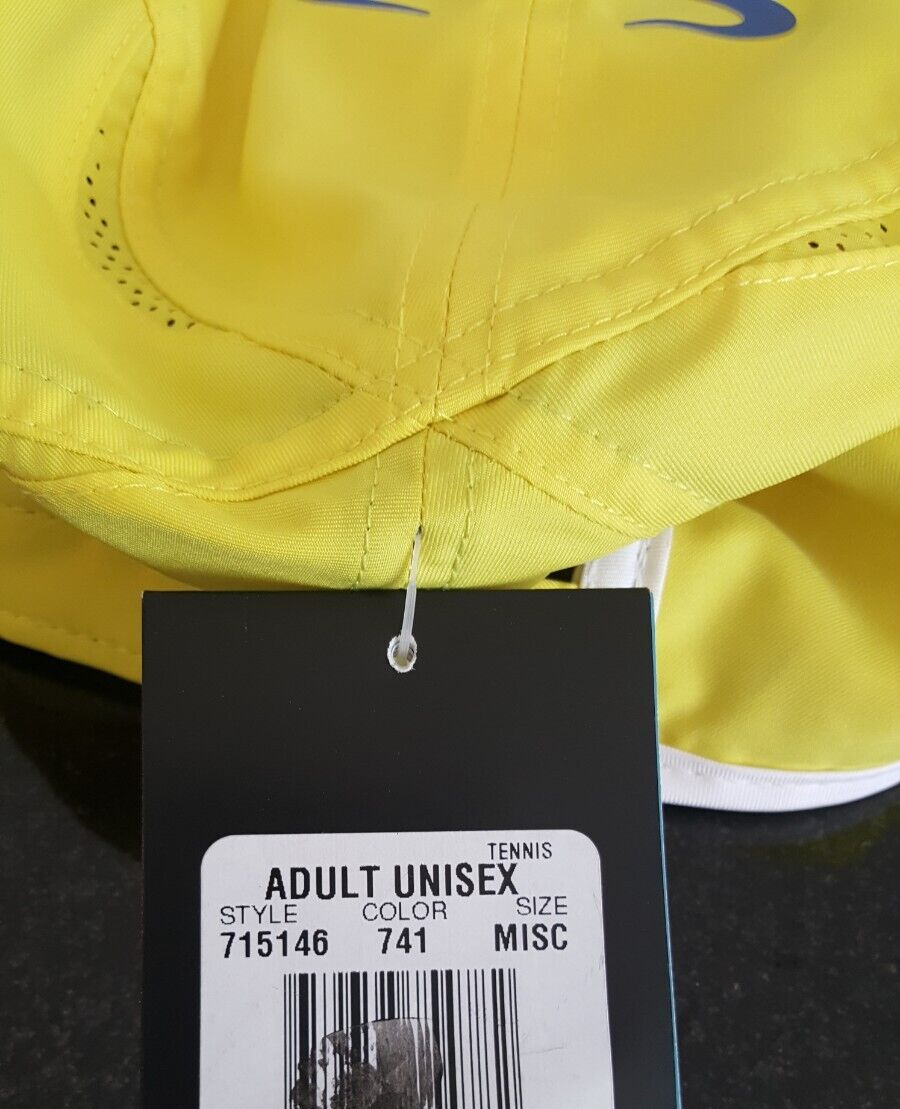 TENNIS
ADULT UNISEX
STYLE COLOR SIZE
715146 741 MISC